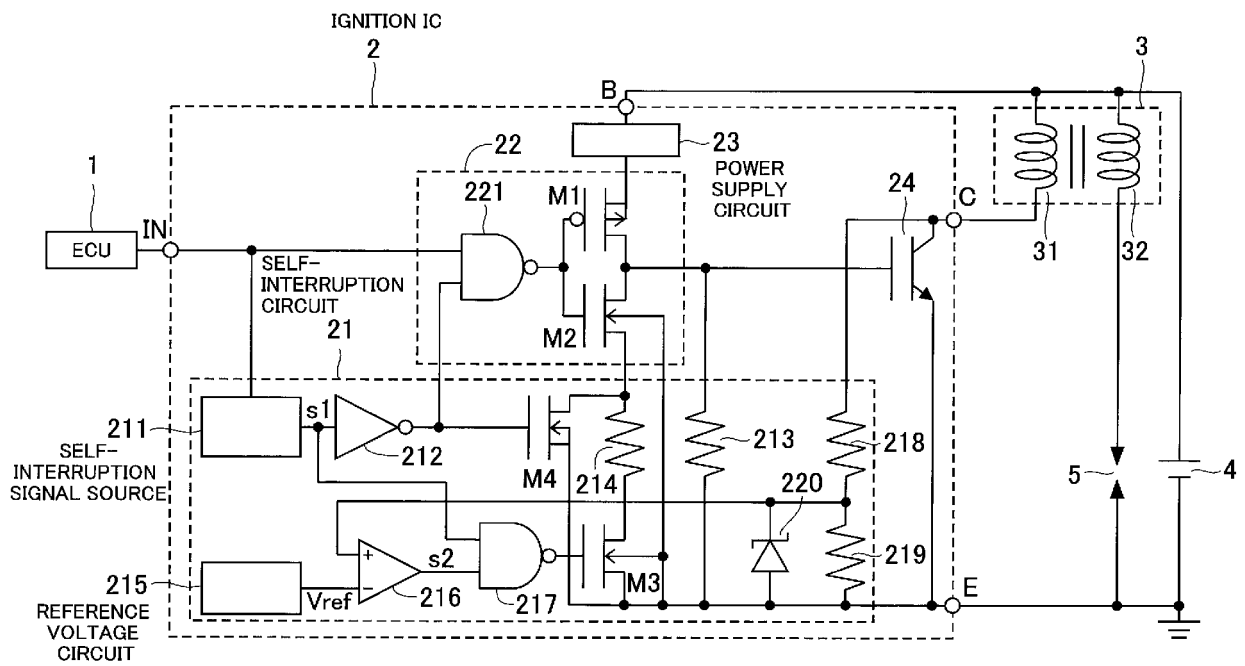 IGNITION IC
2
3
B
23
22
POWER
SUPPLY
CIRCUIT
1
221
M1
24
C
IN
ECU
31
32
SELF-
INTERRUPTION
CIRCUIT
M2
21
211
s1
212
213
218
SELF-
INTERRUPTION
SIGNAL SOURCE
M4
214
5
4
220
+
s2
219
215
Vref
−
216
217
M3
E
REFERENCE
VOLTAGE
CIRCUIT